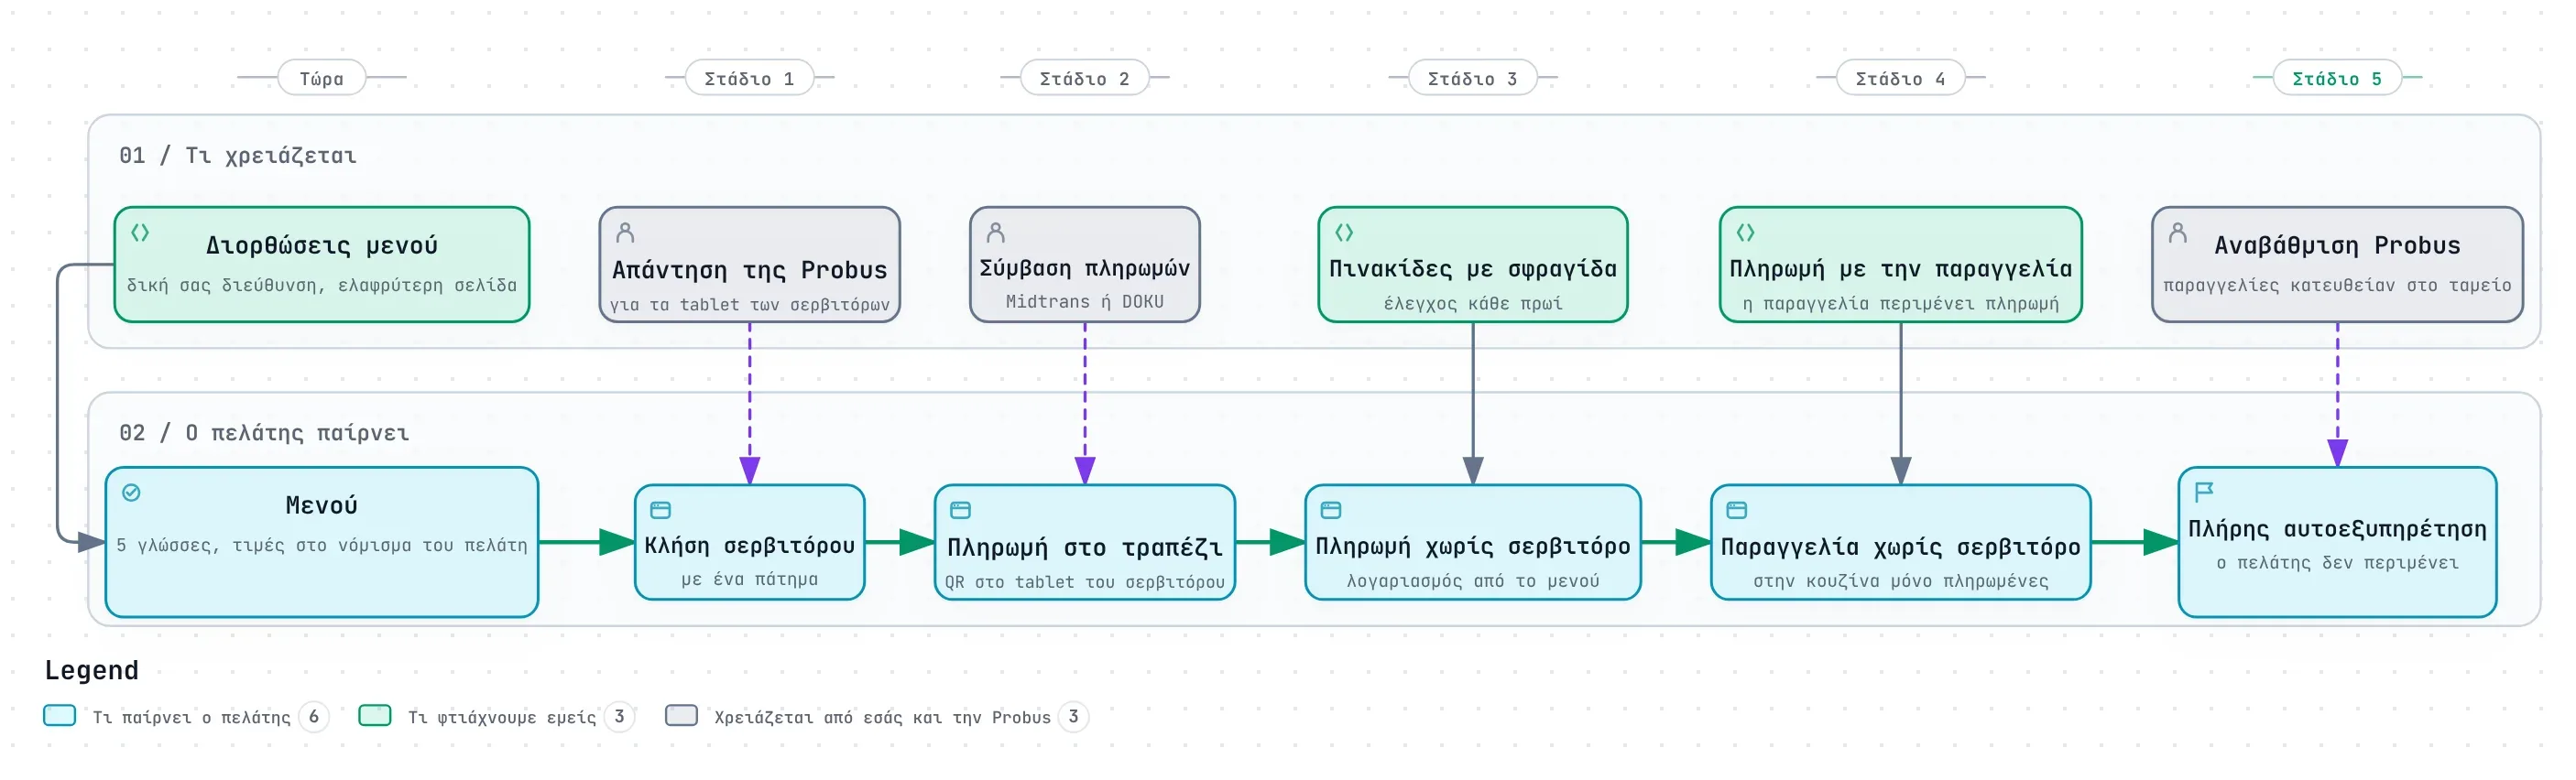 Τώρα
Στάδιο 1
Στάδιο 2
Στάδιο 3
Στάδιο 4
Στάδιο 5
01 / Τι χρειάζεται
Διορθώσεις μενού
δική σας διεύθυνση, ελαφρύτερη σελίδα
Απάντηση της Probus
για τα tablet των σερβιτόρων
Σύμβαση πληρωμών
Midtrans ή DOKU
Πινακίδες με σφραγίδα
έλεγχος κάθε πρωί
Πληρωμή με την παραγγελία
η παραγγελία περιμένει πληρωμή
Αναβάθμιση Probus
παραγγελίες κατευθείαν στο ταμείο
02 / Ο πελάτης παίρνει
Μενού
5 γλώσσες, τιμές στο νόμισμα του πελάτη
Κλήση σερβιτόρου
με ένα πάτημα
Πληρωμή στο τραπέζι
QR στο tablet του σερβιτόρου
Πληρωμή χωρίς σερβιτόρο
λογαριασμός από το μενού
Παραγγελία χωρίς σερβιτόρο
στην κουζίνα μόνο πληρωμένες
Πλήρης αυτοεξυπηρέτηση
ο πελάτης δεν περιμένει
Legend
Τι παίρνει ο πελάτης 6
Τι φτιάχνουμε εμείς 3
Χρειάζεται από εσάς και την Probus 3